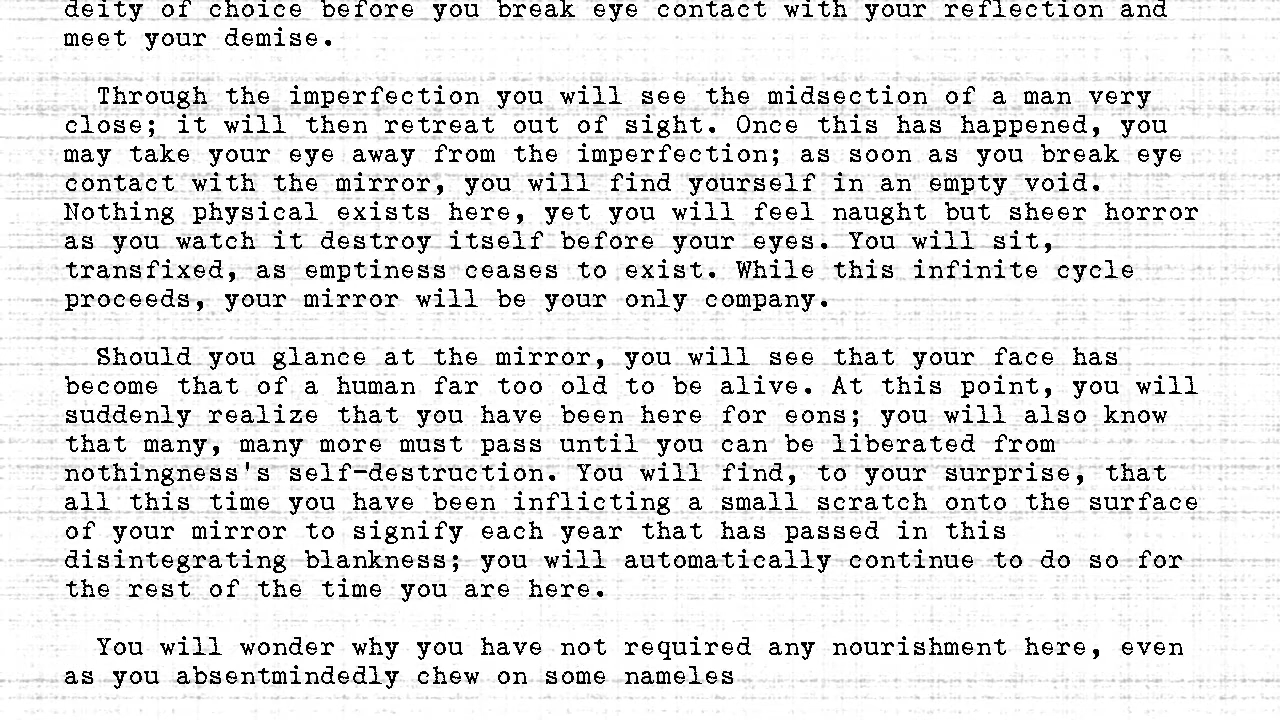 deity of choice before you break eye contact with your reflection and
meet your demise.
Through the imperfection you will see the midsection of a man very
close; it will then retreat out of sight. Once this has happened, you
may take your eye away from the imperfection; as soon as you break eye
contact with the mirror, you will find yourself in an empty void.
Nothing physical exists here, yet you will feel naught but sheer horror
as you watch it destroy itself before your eyes. You will sit,
transfixed, as emptiness ceases to exist. While this infinite cycle
proceeds, your mirror will be your only company.
Should you glance at the mirror, you will see that your face has
become that of a human far too old to be alive. At this point, you will
suddenly realize that you have been here for eons; you will also know
that many, many more must pass until you can be liberated from
nothingness's self-destruction. You will find, to your surprise, that
all this time you have been inflicting a small scratch onto the surface
of your mirror to signify each year that has passed in this
disintegrating blankness; you will automatically continue to do so for
the rest of the time you are here.
You will wonder why you have not required any nourishment here, even
as you absentmindedly chew on some nameles